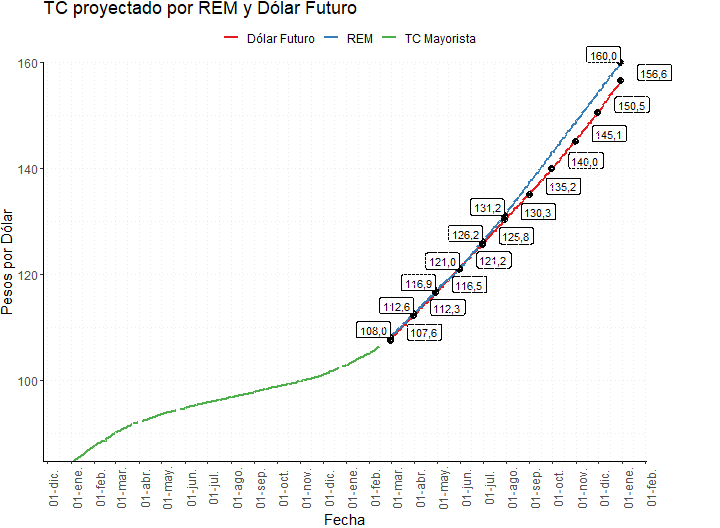 TC proyectado por REM y Dólar Futuro
Dólar Futuro REM TC Mayorista
160
140
120
100
Pesos por Dólar
160,0
156,6
150,5
145,1
140,0
135,2
131,2
130,3
126,2
125,8
121,0
121,2
116,9
116,5
112,6
112,3
108,0
107,6
01-dic.
01-ene.
01-feb.
01-mar.
01-abr.
01-may.
01-jun.
01-jul.
01-ago.
01-sep.
01-oct.
01-nov.
01-dic.
01-ene.
01-feb.
01-mar.
01-abr.
01-may.
01-jun.
01-jul.
01-ago.
01-sep.
01-oct.
01-nov.
01-dic.
01-ene.
01-feb.
Fecha